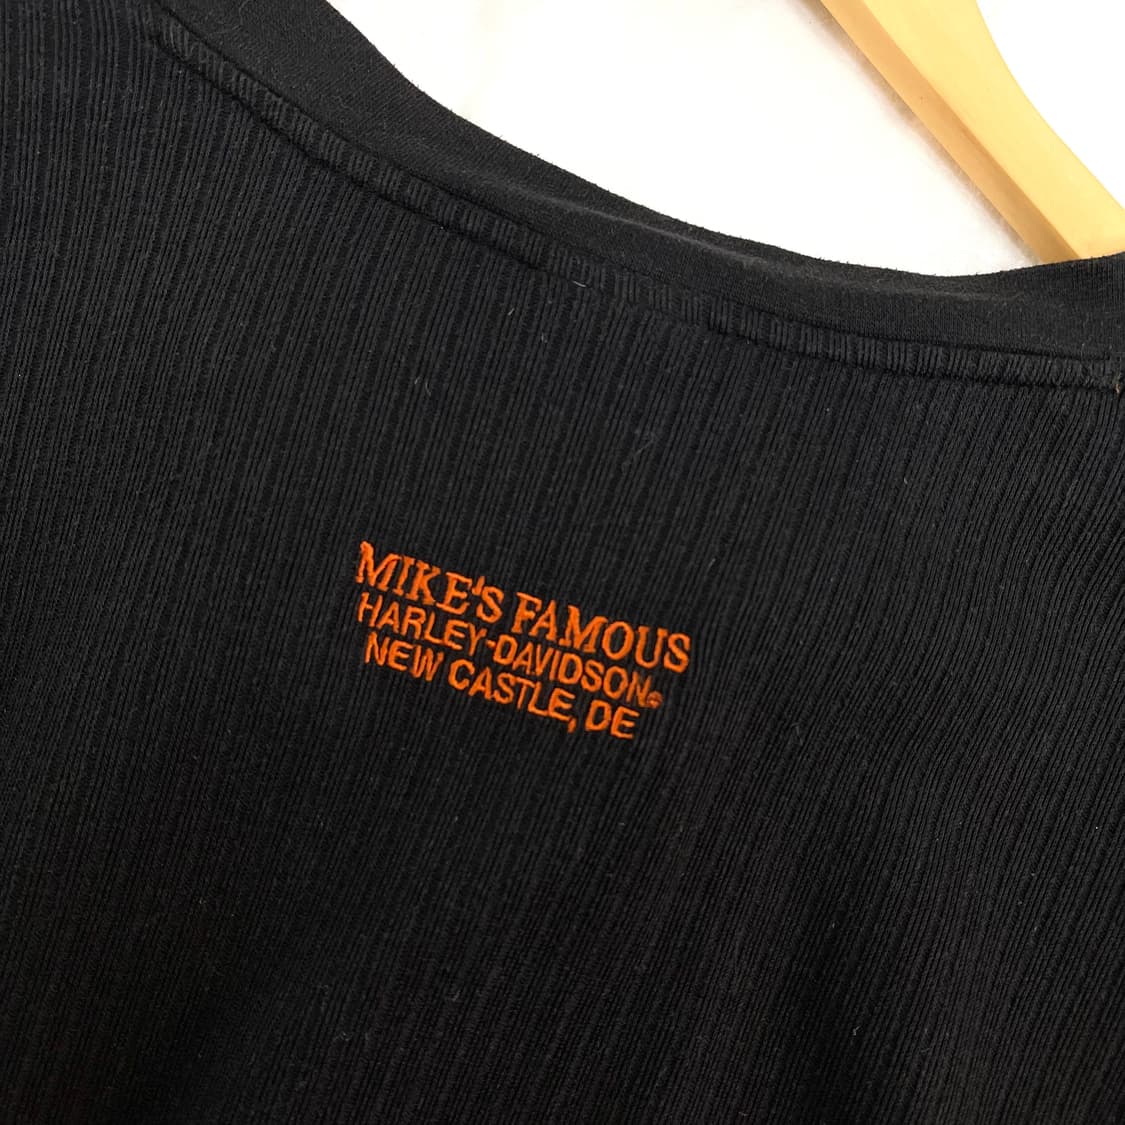 MIKE'S FAMOUS
HARLEY-DAVIDSON®
NEW CASTLE, DE